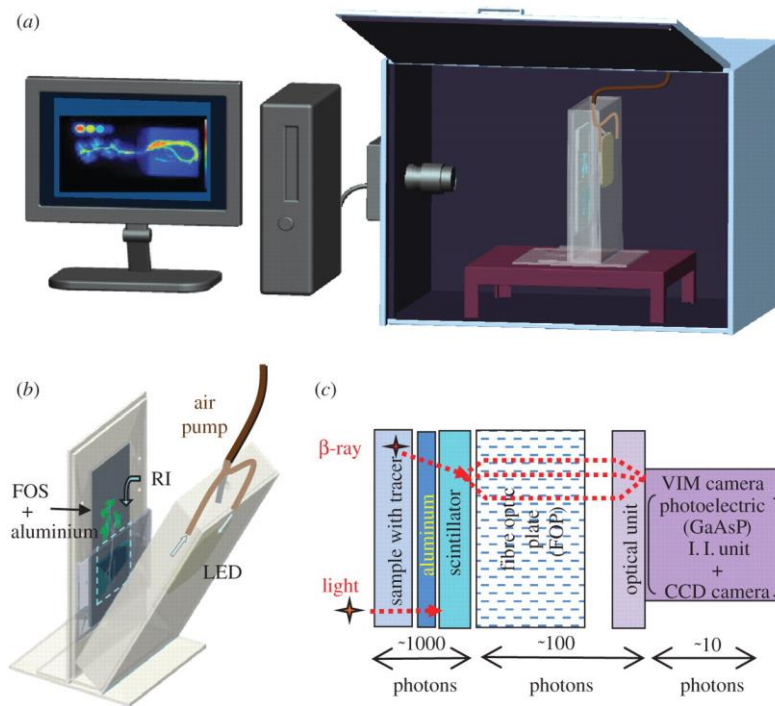 (a)
(b)
air
pump
FOS
+
aluminium
RI
LED
(c)
β-ray
light
sample with tracer
aluminum
scintillator
fibre optic
plate
(FOP)
optical unit
VIM camera
photoelectric
(GaAsP)
I. I. unit
+
CCD camera
~1000
photons
~100
photons
~10
photons